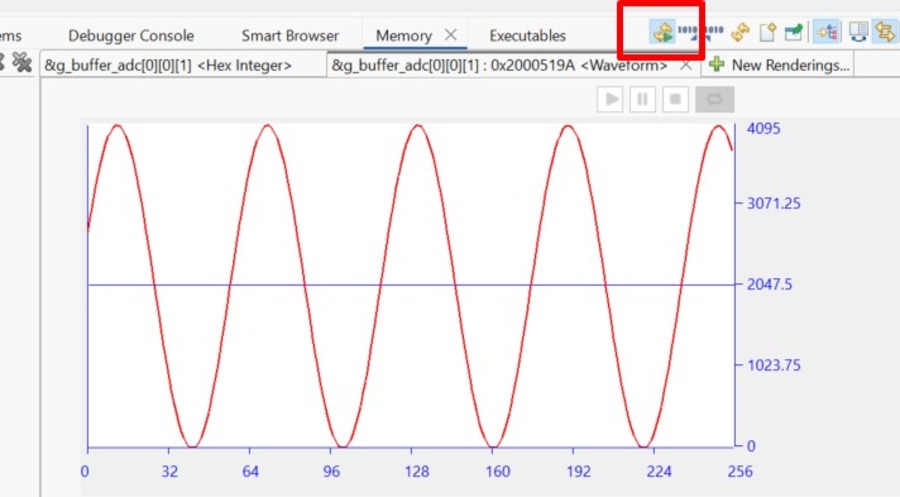 ms Debugger Console Smart Browser Memory Executables
&g_buffer_adc[0][0][1] <Hex Integer> &g_buffer_adc[0][0][1] : 0x2000519A <Waveform> New Renderings...
4095
3071.25
2047.5
1023.75
0
0 32 64 96 128 160 192 224 256